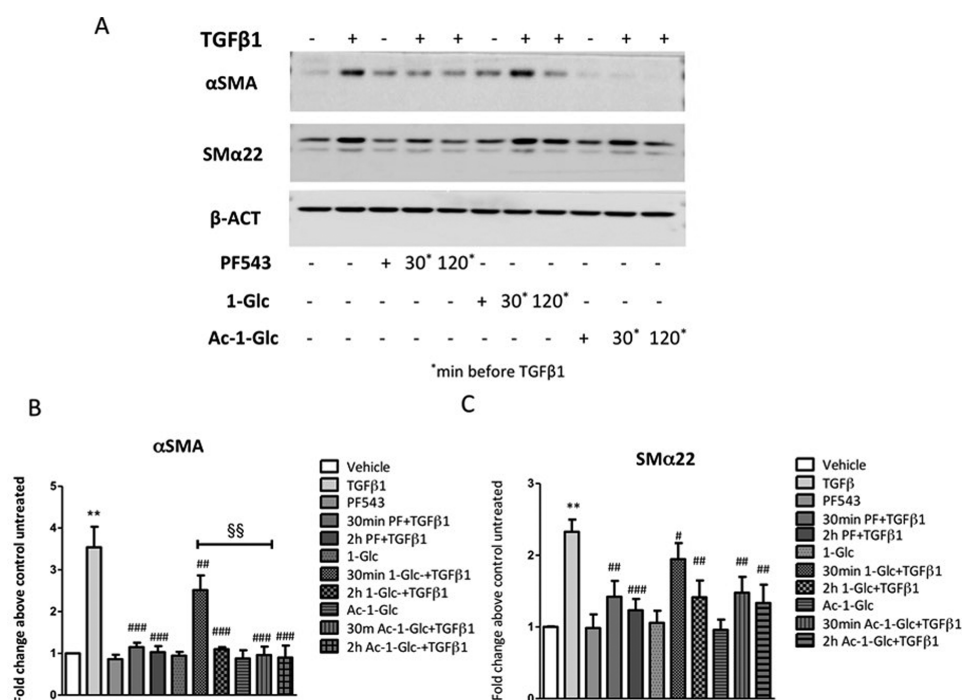 A
TGFβ1 - + - + + - + + - + +
αSMA
SMα22
β-ACT
PF543 - - + 30* 120* - - - - - -
1-Glc - - - - - + 30* 120* - - -
Ac-1-Glc - - - - - - - - + 30* 120*
*min before TGFβ1
B
αSMA
Fold change above control untreated
5
4
3
2
1
0
**
###
###
##
###
###
###
§§
Vehicle
TGFβ1
PF543
30min PF+TGFβ1
2h PF+TGFβ1
1-Glc
30min 1-Glc-+TGFβ1
2h 1-Glc-+TGFβ1
Ac-1-Glc
30m Ac-1-Glc+TGFβ1
2h Ac-1-Glc-+TGFβ1
C
SMα22
Fold change above control untreated
3
2
1
0
**
##
###
#
##
##
##
Vehicle
TGFβ
PF543
30min PF+TGFβ1
2h PF+TGFβ1
1-Glc
30min 1-Glc+TGFβ1
2h 1-Glc+TGFβ1
Ac-1-Glc
30min Ac-1-Glc+TGFβ1
2h Ac-1-Glc+TGFβ1